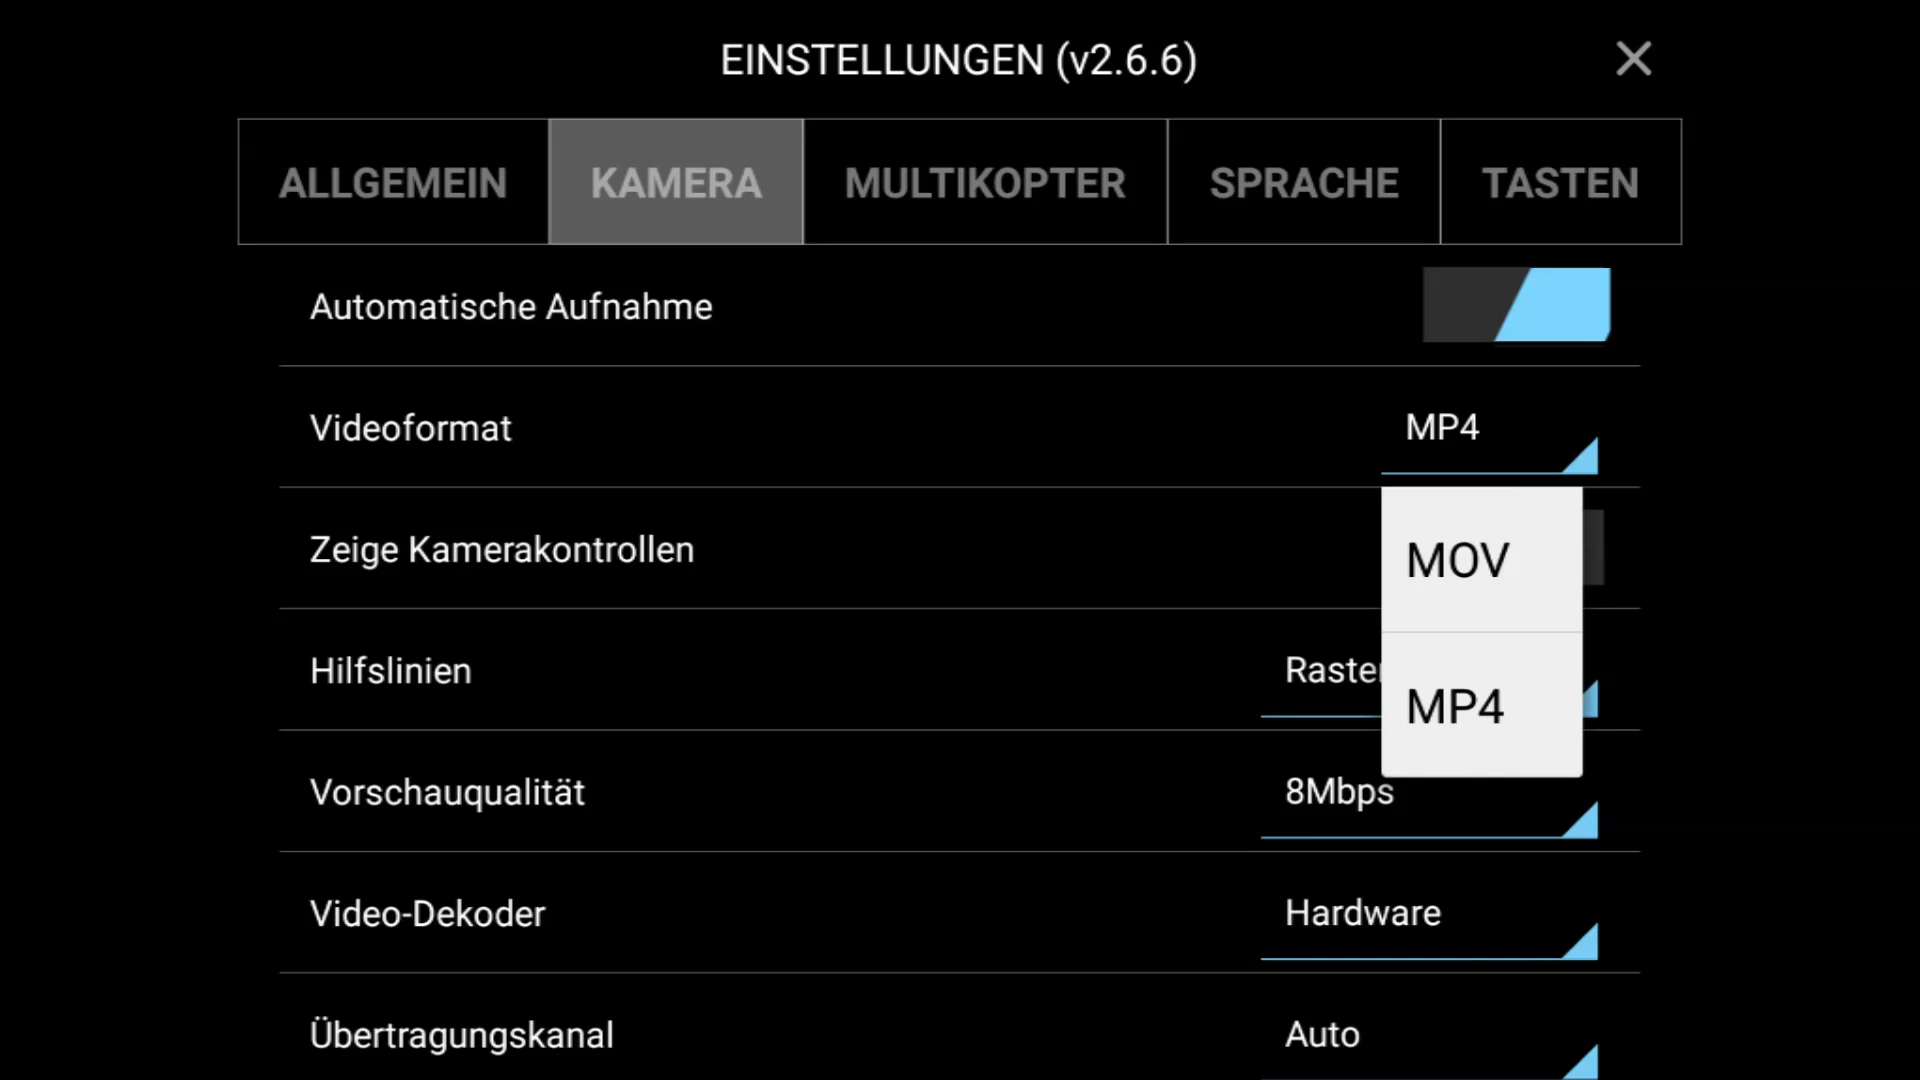 EINSTELLUNGEN (v2.6.6)
ALLGEMEIN KAMERA MULTIKOPTER SPRACHE TASTEN
Automatische Aufnahme
Videoformat MP4
MOV
Zeige Kamerakontrollen
Hilfslinien Raster
MP4
Vorschauqualität 8Mbps
Video-Dekoder Hardware
Übertragungskanal Auto